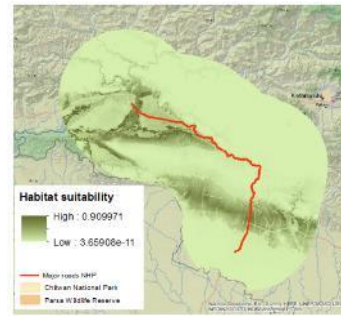 Kathmandu
Habitat suitability
High : 0.909971
Low : 3.65908e-11
Major roads NHP
Chitwan National Park
Parsa Wildlife Reserve